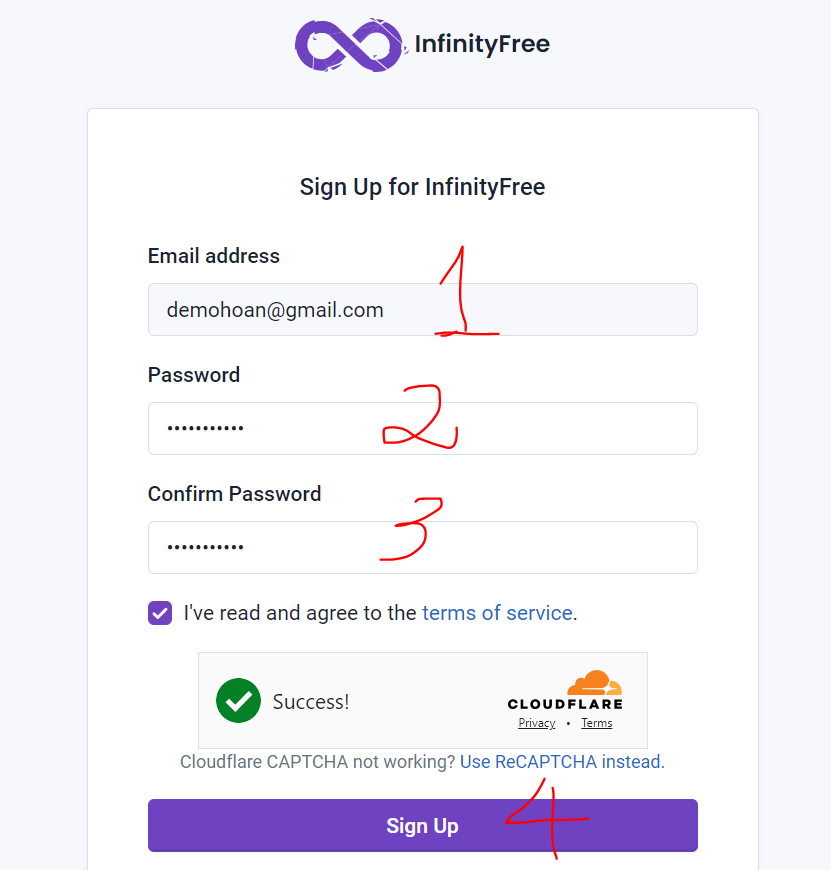 InfinityFree
Sign Up for InfinityFree
Email address
demohoan@gmail.com
1
Password
•••••••••••
2
Confirm Password
•••••••••••
3
I've read and agree to the terms of service.
Success!
CLOUDFLARE
Privacy • Terms
Cloudflare CAPTCHA not working? Use ReCAPTCHA instead.
Sign Up
4